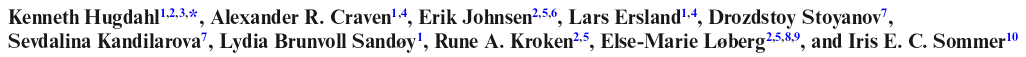 Kenneth Hugdahl1,2,3,*, Alexander R. Craven1,4, Erik Johnsen2,5,6, Lars Ersland1,4, Drozdstoy Stoyanov7,
Sevdalina Kandilarova7, Lydia Brunvoll Sandøy1, Rune A. Kroken2,5, Else-Marie Løberg2,5,8,9, and Iris E. C. Sommer10